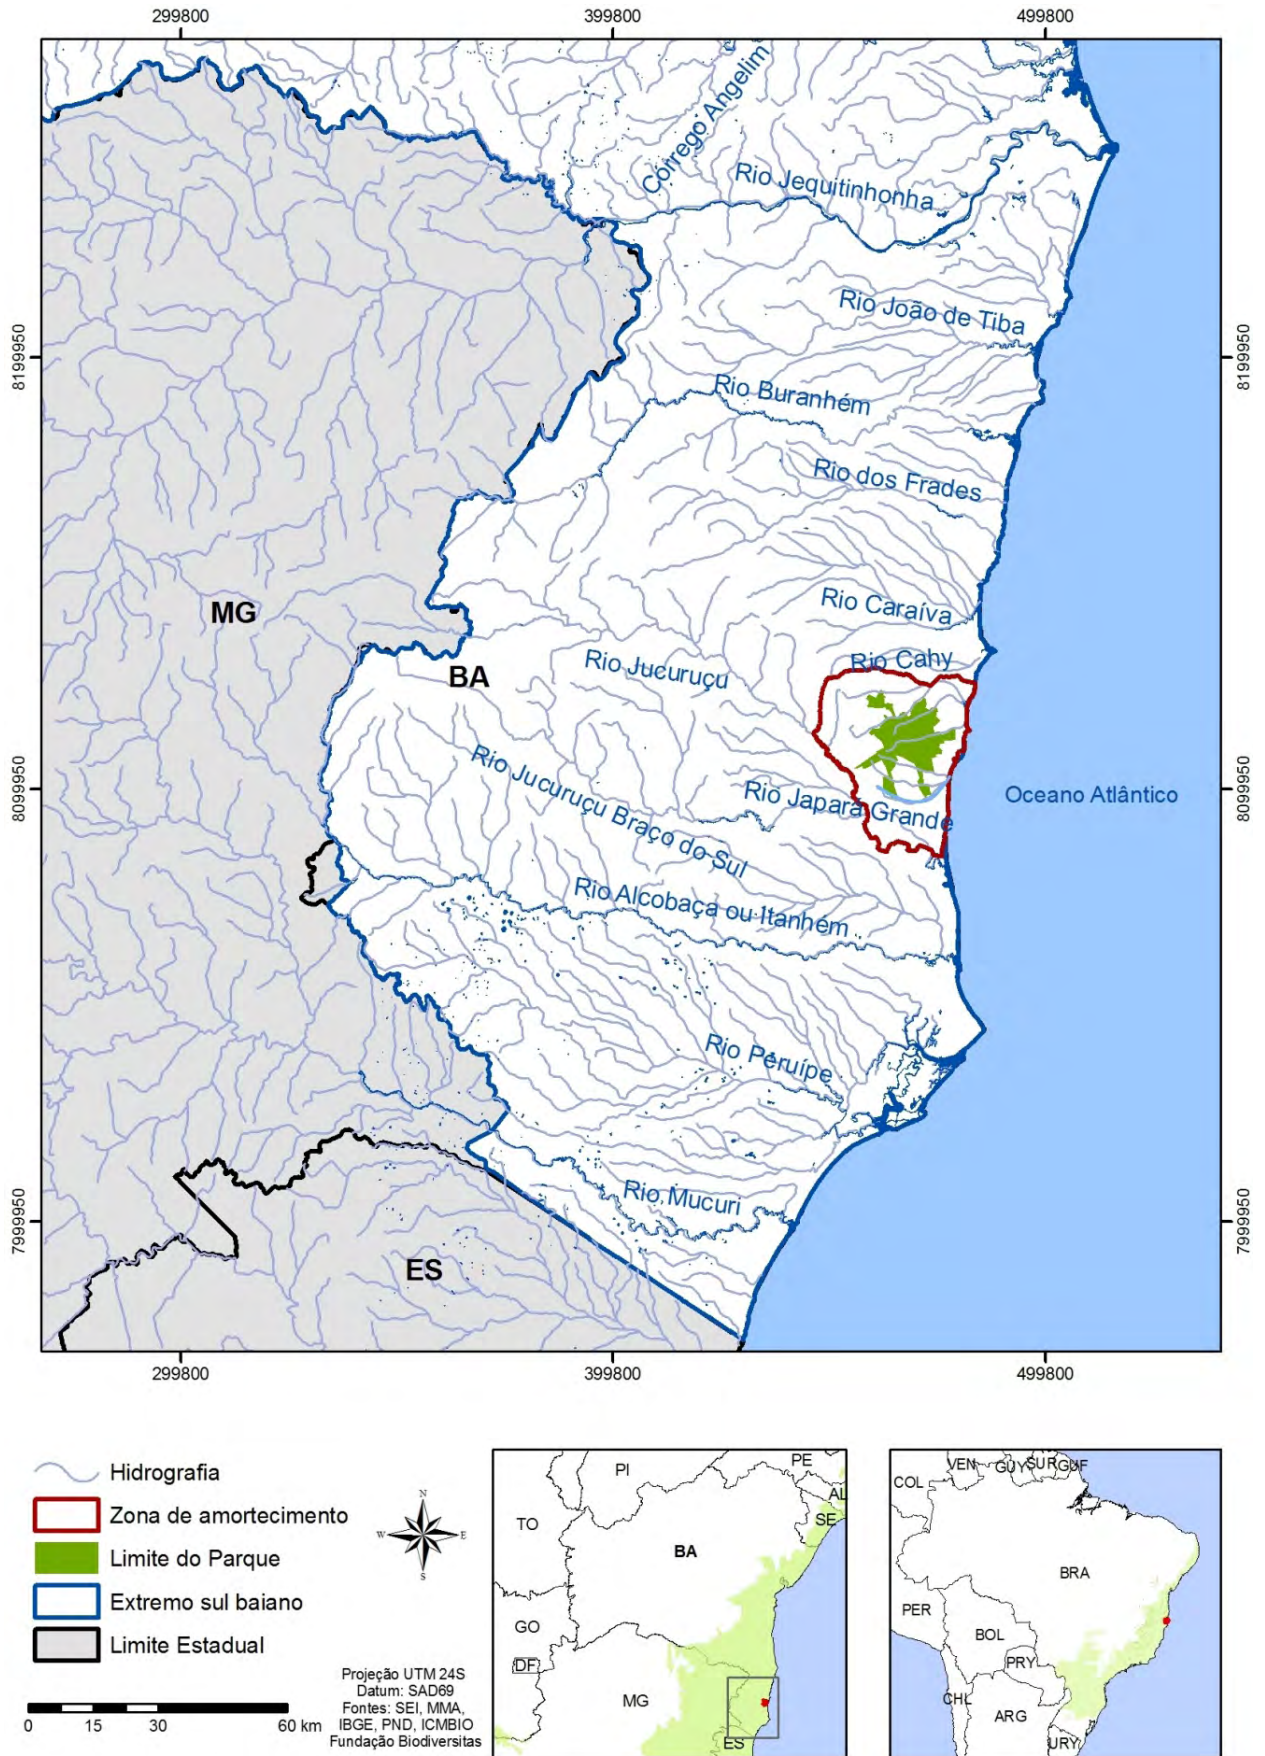 299800
399800
499800
Córrego Angelim
Rio Jequitinhonha
Rio João de Tiba
8199950
8199950
Rio Buranhém
Rio dos Frades
Rio Caraíva
MG
Rio Cahy
Rio Jucuruçu
BA
Rio Jucuruçu Braço do Sul
8099950
8099950
Rio Japara Grande
Oceano Atlântico
Rio Alcobaça ou Itanhém
Rio Peruípe
Rio Mucuri
7999950
7999950
ES
299800
399800
499800
Hidrografia
Zona de amortecimento
Limite do Parque
Extremo sul baiano
Limite Estadual
N
W
E
S
0 15 30 60 km
Projeção UTM 24S
Datum: SAD69
Fontes: SEI, MMA,
IBGE, PND, ICMBIO
Fundação Biodiversitas
PI
PE
AL
SE
TO
BA
GO
DF
MG
ES
VEN
GUY
SUR
GUF
COL
BRA
PER
BOL
PRY
CHL
ARG
URY